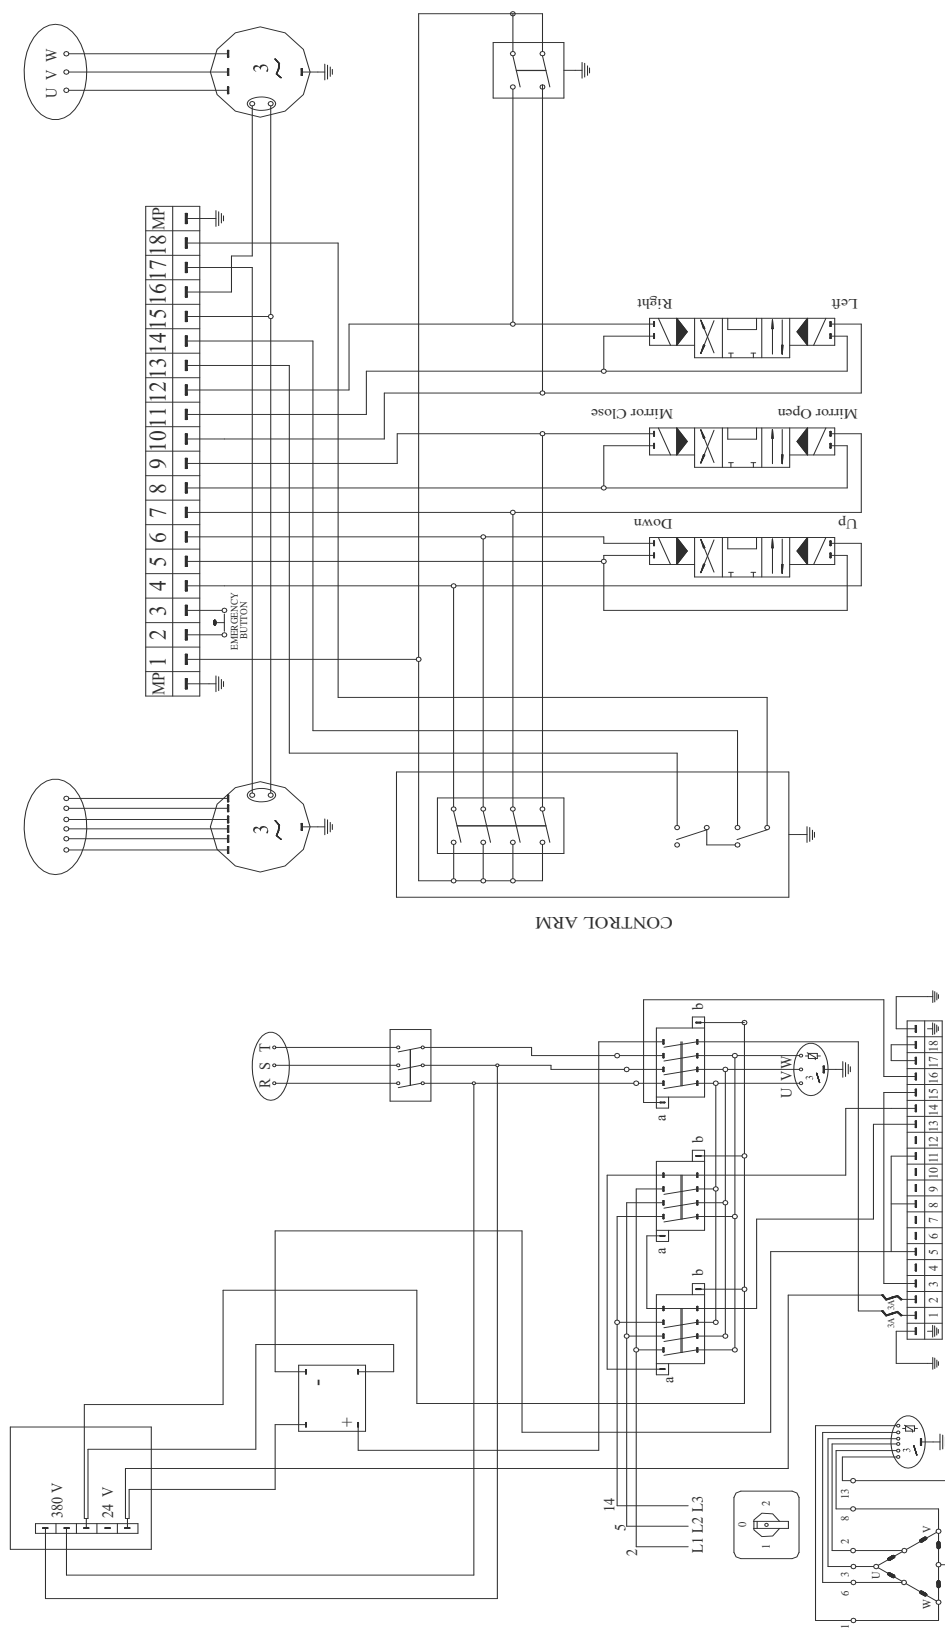 U V W
3
MP 1 2 3 4 5 6 7 8 9 10 11 12 13 14 15 16 17 18 MP
EMERGENCY
BUTTON
3
Right
Left
Mirror Close
Mirror Open
Down
Up
CONTROL ARM
R S T
a
b
U V W
3
a
b
a
b
380 V
24 V
-
+
14
5
2
L1 L2 L3
1 0 2
3A
3A
1 2 3 4 5 6 7 8 9 10 11 12 13 14 15 16 17 18
3
1 6 3 2 8 13
U
V
W